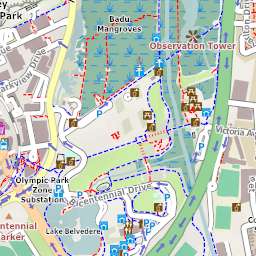 ey
Park
Badu
Mangroves
Observation Tower
Parkview Drive
Victoria Av
Olympic Park
Zone
Substation
Bicentennial Drive
centennial
Marker
Lake Belvedere
P
P
P
P
P
P